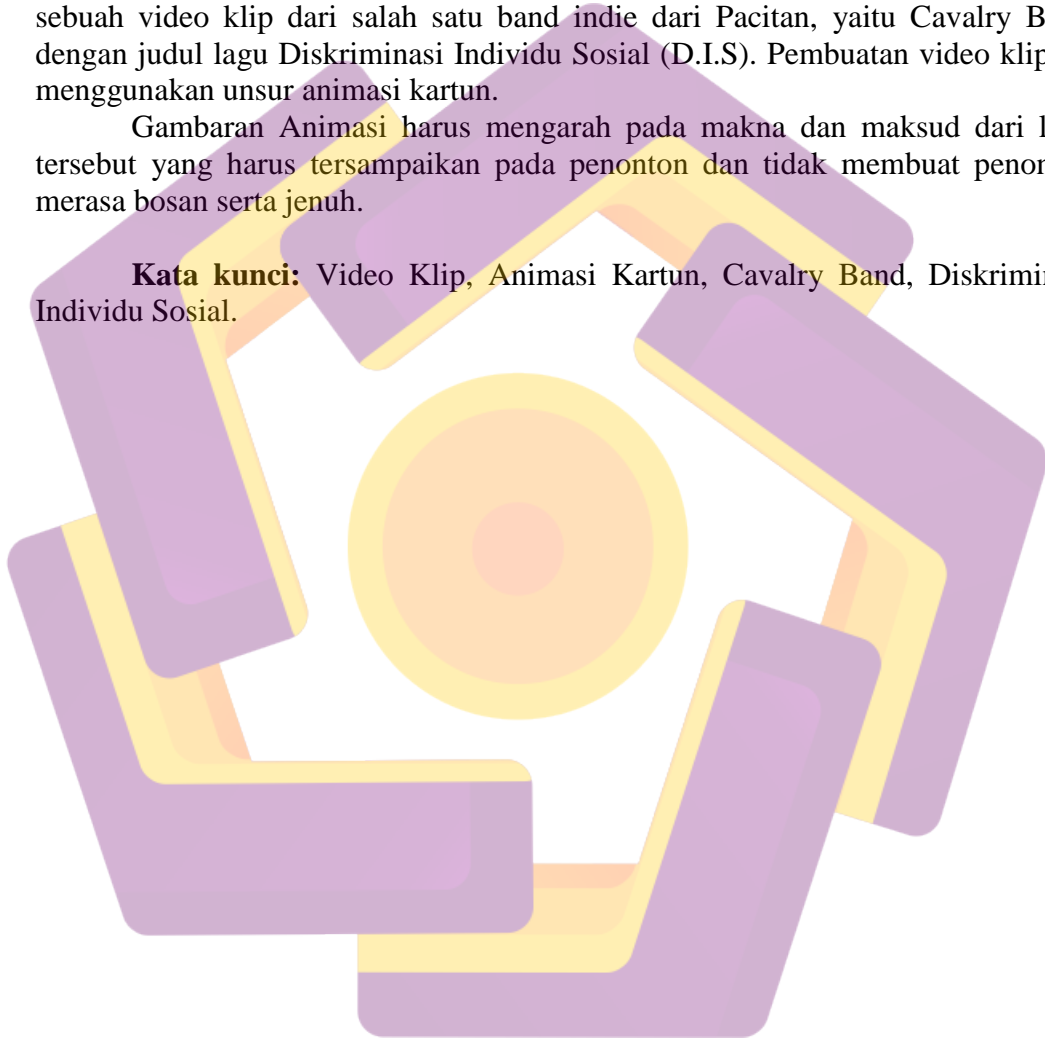 sebuah video klip dari salah satu band indie dari Pacitan, yaitu Cavalry B
dengan judul lagu Diskriminasi Individu Sosial (D.I.S). Pembuatan video klip
menggunakan unsur animasi kartun.
Gambaran Animasi harus mengarah pada makna dan maksud dari l
tersebut yang harus tersampaikan pada penonton dan tidak membuat penon
merasa bosan serta jenuh.
Kata kunci: Video Klip, Animasi Kartun, Cavalry Band, Diskrimin
Individu Sosial.